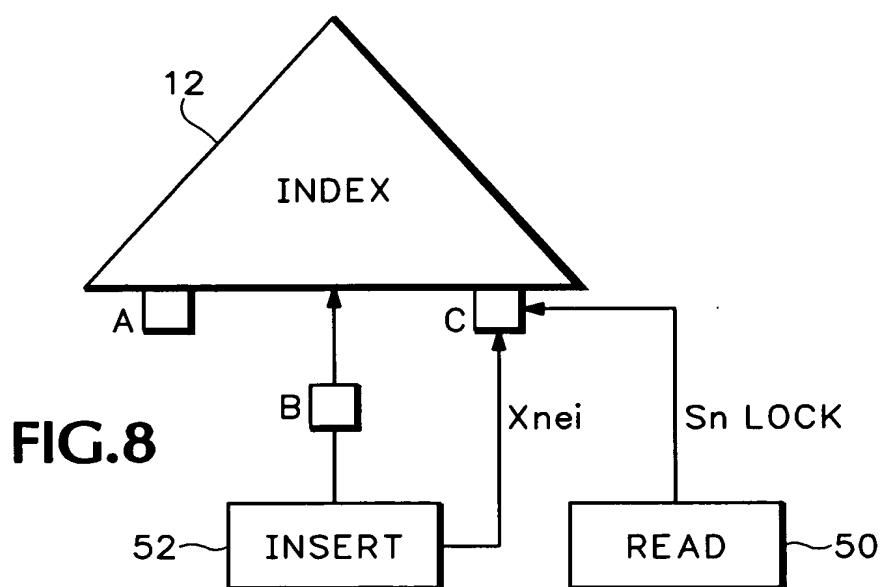 12
INDEX
A
C
B
Xnei
Sn LOCK
FIG.8
52
INSERT
READ
50